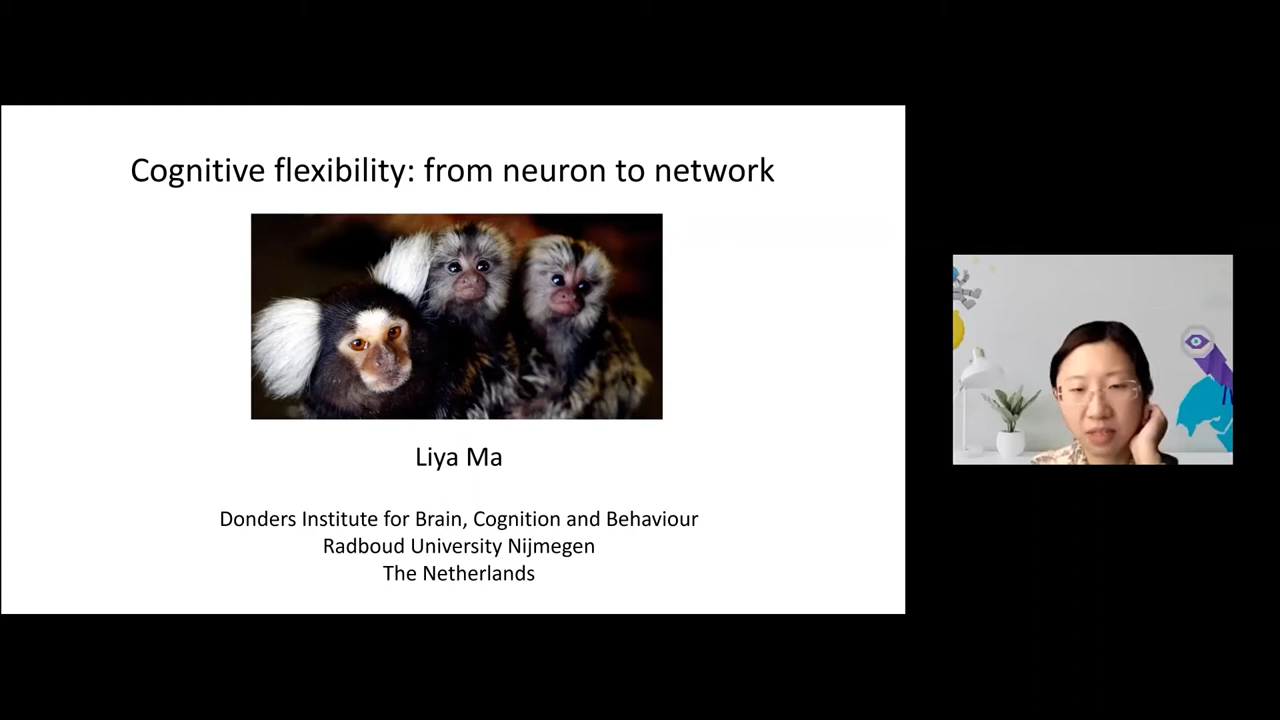 Cognitive flexibility: from neuron to network
Liya Ma
Donders Institute for Brain, Cognition and Behaviour
Radboud University Nijmegen
The Netherlands